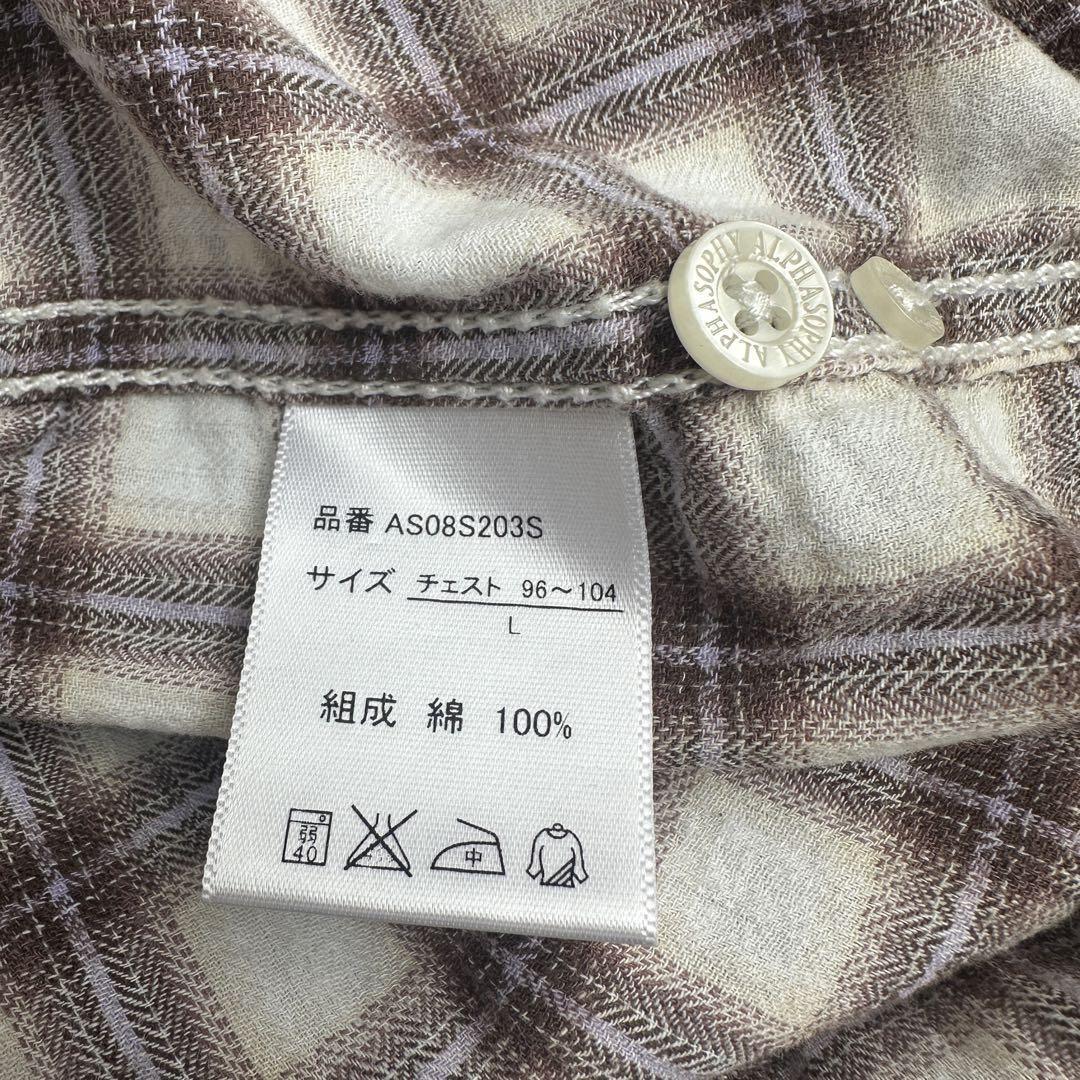 ALPHASOPHY ALPHASOPHY
品番 AS08S203S
サイズ チェスト 96〜104
L
組成 綿 100%
弱
40
中